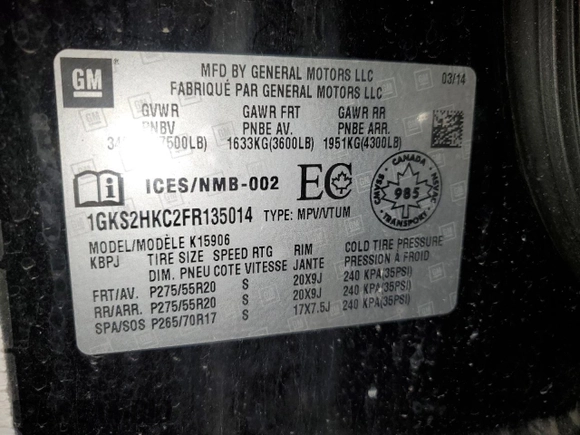 GM
MFD BY GENERAL MOTORS LLC 03/14
FABRIQUÉ PAR GENERAL MOTORS LLC
GVWR GAWR FRT GAWR RR
PNBV PNBE AV. PNBE ARR.
7500LB) 1633KG(3600LB) 1951KG(4300LB)
ICES/NMB-002 EC
CANADA
CMVSS 985 NSVAC
1GKS2HKC2FR135014 TYPE: MPV/VTUM
MODEL/MODÈLE K15906
KBPJ TIRE SIZE SPEED RTG RIM COLD TIRE PRESSURE
DIM. PNEU COTE VITESSE JANTE PRESSION À FROID
FRT/AV. P275/55R20 S 20X9J 240 KPA(35PSI)
RR/ARR. P275/55R20 S 20X9J 240 KPA(35PSI)
SPA/SOS P265/70R17 S 17X7.5J 240 KPA(35PSI)